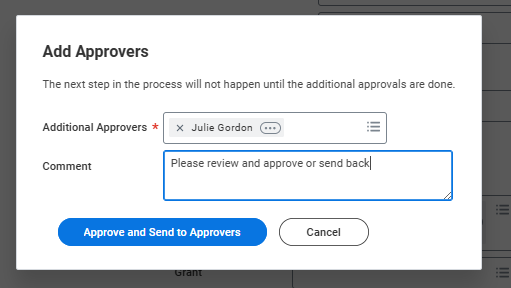 Add Approvers
The next step in the process will not happen until the additional approvals are done.
Additional Approvers * × Julie Gordon
Comment Please review and approve or send back
Approve and Send to Approvers Cancel
Grant